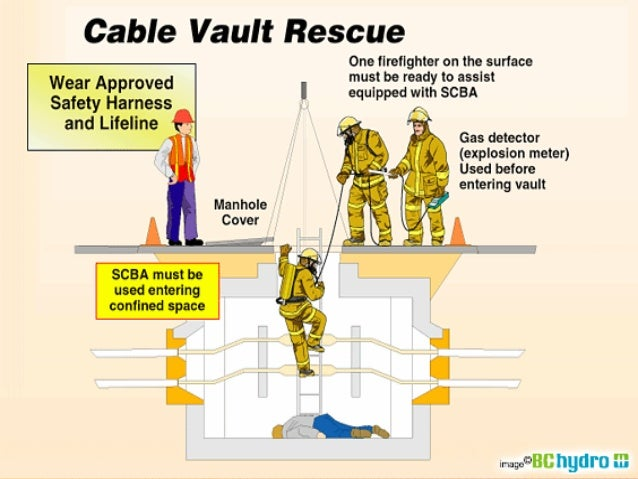 Cable Vault Rescue
Wear Approved
Safety Harness
and Lifeline
One firefighter on the surface
must be ready to assist
equipped with SCBA
Gas detector
(explosion meter)
Used before
entering vault
Manhole
Cover
SCBA must be
used entering
confined space
image© BC hydro